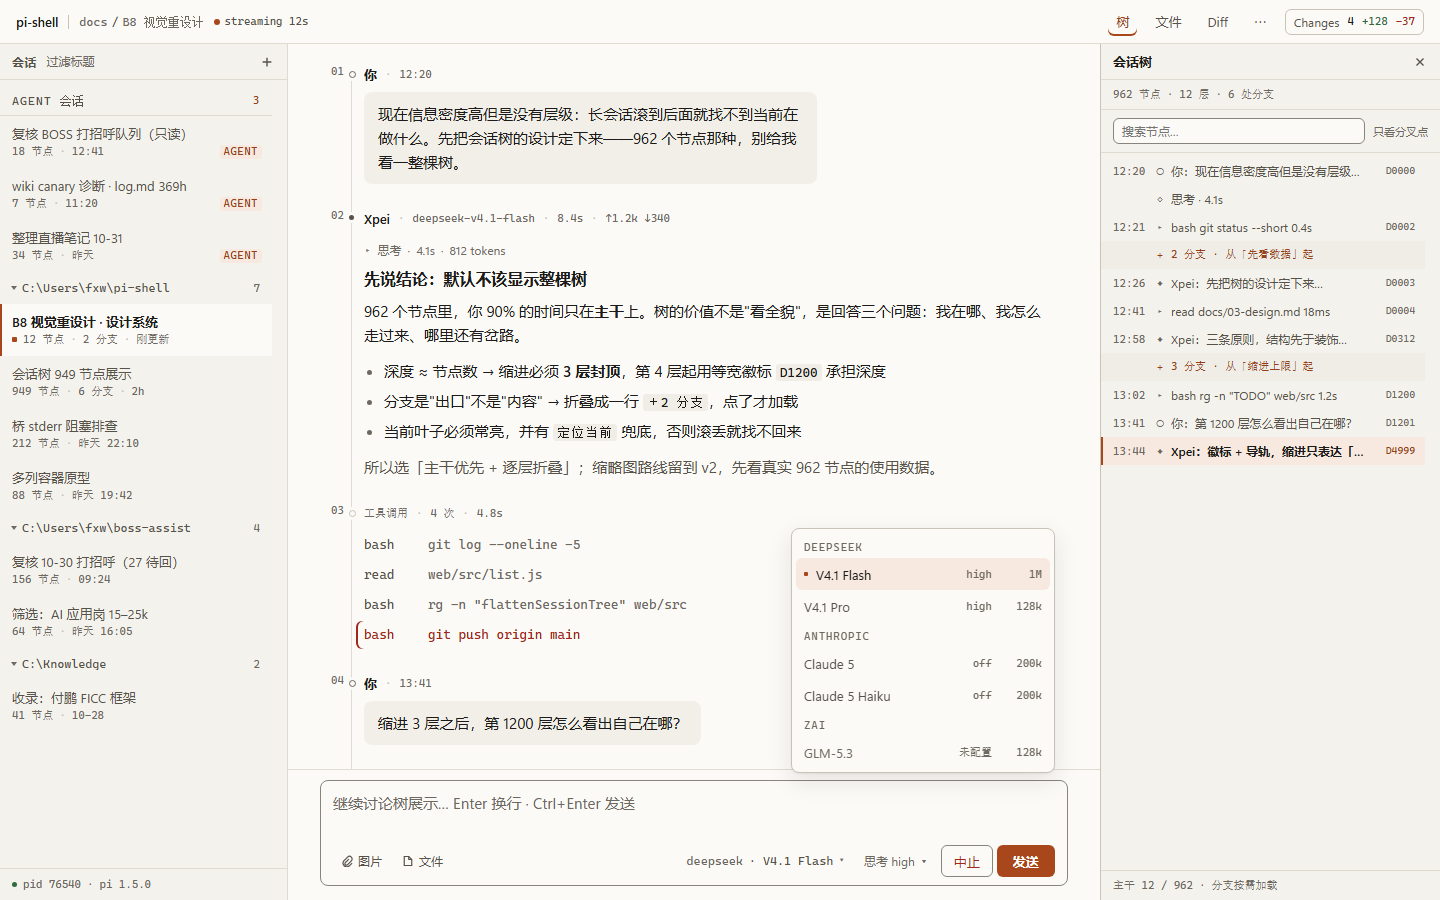 pi-shell
docs / B8 视觉重设计
streaming 12s
树
文件
Diff
···
Changes 4 +128 −37
会话 过滤标题
+
AGENT 会话 3
复核 BOSS 打招呼队列（只读）
18 节点 · 12:41 AGENT
wiki canary 诊断 · log.md 369h
7 节点 · 11:20 AGENT
整理直播笔记 10-31
34 节点 · 昨天 AGENT
C:\Users\fxw\pi-shell 7
B8 视觉重设计 · 设计系统
12 节点 · 2 分支 · 刚更新
会话树 949 节点展示
949 节点 · 6 分支 · 2h
桥 stderr 阻塞排查
212 节点 · 昨天 22:10
多列容器原型
88 节点 · 昨天 19:42
C:\Users\fxw\boss-assist 4
复核 10-30 打招呼（27 待回）
156 节点 · 09:24
筛选：AI 应用岗 15–25k
64 节点 · 昨天 16:05
C:\Knowledge 2
收录：付鹏 FICC 框架
41 节点 · 10-28
pid 76540 · pi 1.5.0
01 你 · 12:20
现在信息密度高但是没有层级：长会话滚到后面就找不到当前在
做什么。先把会话树的设计定下来——962 个节点那种，别给我
看一整棵树。
02 Xpei · deepseek-v4.1-flash · 8.4s · ↑1.2k ↓340
思考 · 4.1s · 812 tokens
先说结论：默认不该显示整棵树
962 个节点里，你 90% 的时间只在主干上。树的价值不是"看全貌"，是回答三个问题：我在哪、我怎么
走过来、哪里还有岔路。
深度 ≈ 节点数 → 缩进必须 3 层封顶，第 4 层起用等宽徽标 D1200 承担深度
分支是"出口"不是"内容" → 折叠成一行 +2 分支 ，点了才加载
当前叶子必须常亮，并有 定位当前 兜底，否则滚丢就找不回来
所以选「主干优先 + 逐层折叠」；缩略图路线留到 v2，先看真实 962 节点的使用数据。
03 工具调用 · 4 次 · 4.8s
bash git log --oneline -5
read web/src/list.js
bash rg -n "flattenSessionTree" web/src
bash git push origin main
04 你 · 13:41
缩进 3 层之后，第 1200 层怎么看出自己在哪？
DEEPSEEK
V4.1 Flash high 1M
V4.1 Pro high 128k
ANTHROPIC
Claude 5 off 200k
Claude 5 Haiku off 200k
ZAI
GLM-5.3 未配置 128k
继续讨论树展示… Enter 换行 · Ctrl+Enter 发送
图片
文件
deepseek · V4.1 Flash
思考 high
中止
发送
会话树
×
962 节点 · 12 层 · 6 处分支
搜索节点…
只看分叉点
12:20 你：现在信息密度高但是没有层级… D0000
思考 · 4.1s
12:21 bash git status --short 0.4s D0002
+ 2 分支 · 从「先看数据」起
12:26 Xpei：先把树的设计定下来… D0003
12:41 read docs/03-design.md 18ms D0004
12:58 Xpei：三条原则，结构先于装饰… D0312
+ 3 分支 · 从「缩进上限」起
13:02 bash rg -n "TODO" web/src 1.2s D1200
13:41 你：第 1200 层怎么看出自己在哪？ D1201
13:44 Xpei：徽标 + 导轨，缩进只表达「… D4999
主干 12 / 962 · 分支按需加载